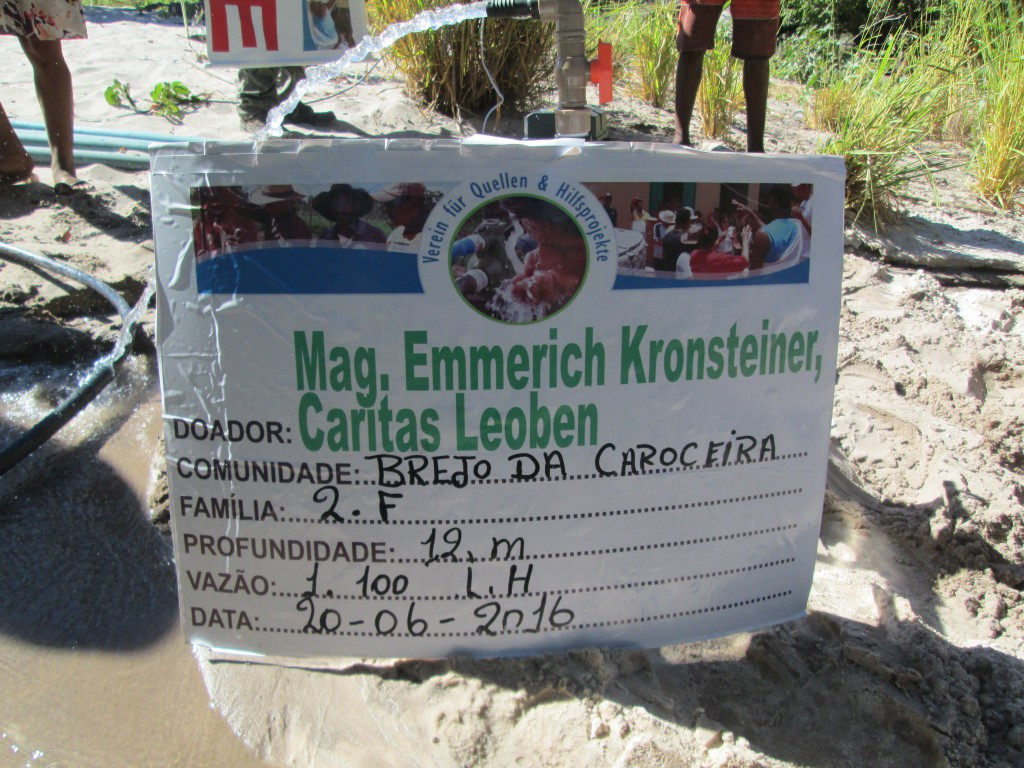 E
Verein für Quellen & Hilfsprojekte
Mag. Emmerich Kronsteiner,
DOADOR: Caritas Leoben
COMUNIDADE: BREJO DA CAROCEIRA
FAMÍLIA: 2. F
PROFUNDIDADE: 12. m
VAZÃO: 1. 100 L.H
DATA: 20-06-2016